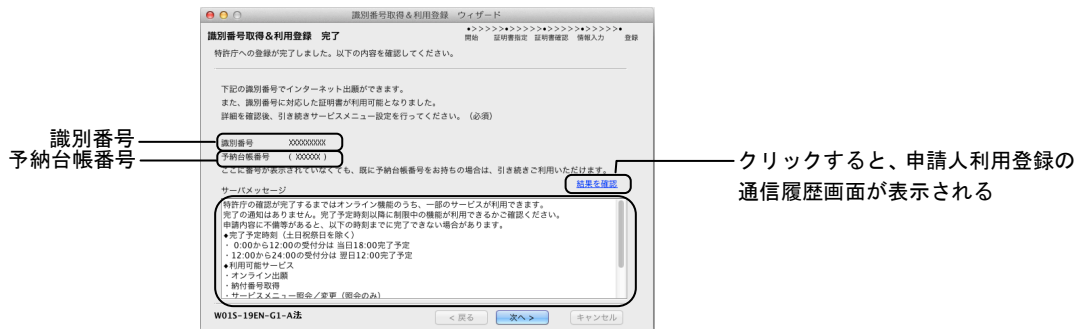 識別番号取得＆利用登録 ウィザード
識別番号取得&利用登録 完了
•>>>>>•>>>>>•>>>>>•>>>>>•
開始 証明書指定 証明書確認 情報入力 登録
特許庁への登録が完了しました。以下の内容を確認してください。
下記の識別番号でインターネット出願ができます。
また、識別番号に対応した証明書が利用可能となりました。
詳細を確認後、引き続きサービスメニュー設定を行ってください。（必須）
識別番号
識別番号 XXXXXXXXX
予納台帳番号
予納台帳番号 ( XXXXXX )
ここに番号が表示されていなくても、既に予納台帳番号をお持ちの場合は、引き続きご利用いただけます。
結果を確認
クリックすると、申請人利用登録の
通信履歴画面が表示される
サーバメッセージ
特許庁の確認が完了するまではオンライン機能のうち、一部のサービスが利用できます。
完了の通知はありません。完了予定時刻以降に制限中の機能が利用できるかご確認ください。
申請内容に不備等があると、以下の時刻までに完了できない場合があります。
◆完了予定時刻（土日祝祭日を除く）
・ 0:00から12:00の受付分は 当日18:00完了予定
・12:00から24:00の受付分は 翌日12:00完了予定
◆利用可能サービス
・オンライン出願
・納付番号取得
・サービスメニュー照会／変更（照会のみ）
W01S-19EN-G1-A法
< 戻る
次へ >
キャンセル